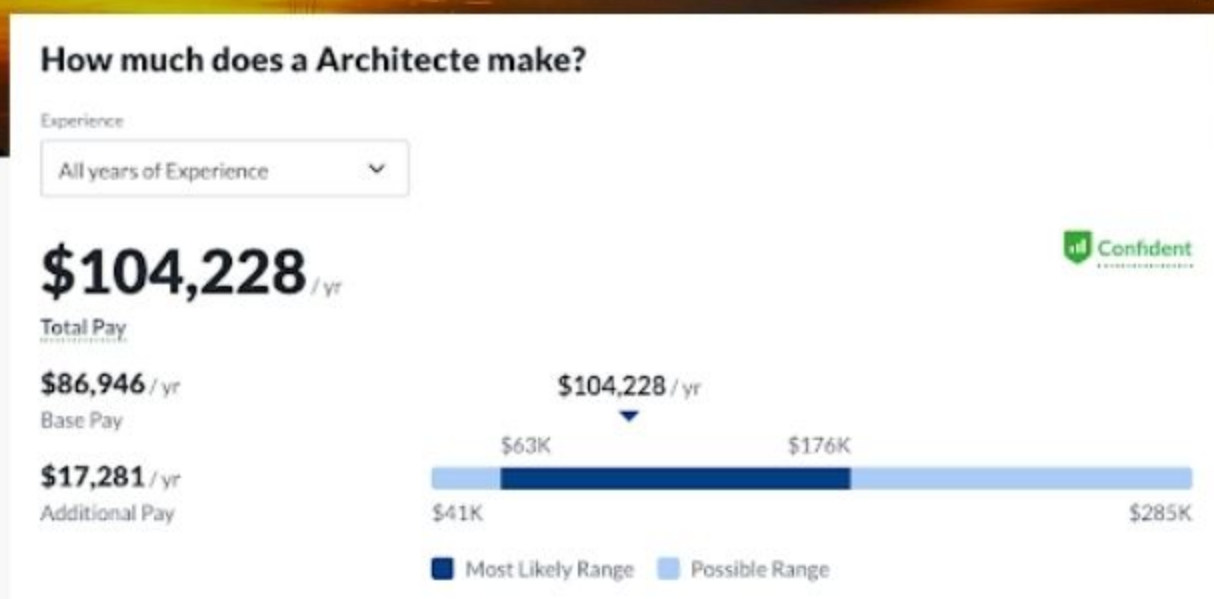 How much does a Architecte make?
Experience
All years of Experience
$104,228 / yr
Confident
Total Pay
$86,946 / yr
Base Pay
$17,281 / yr
Additional Pay
$104,228 / yr
$63K $176K
$41K $285K
Most Likely Range Possible Range